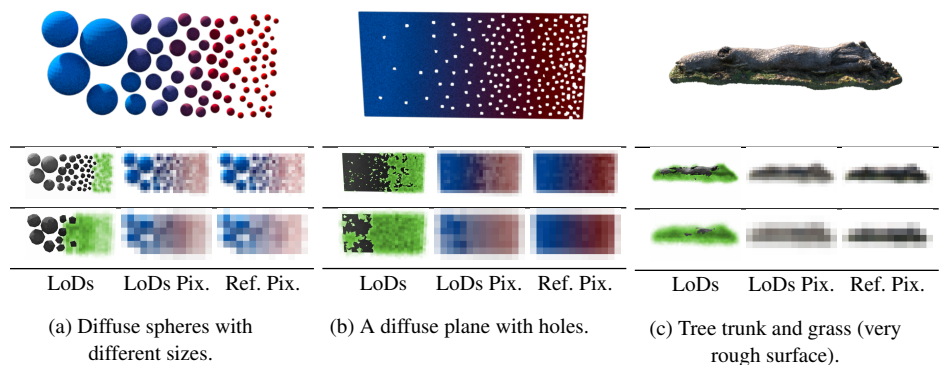 LoDs LoDs Pix. Ref. Pix.
LoDs LoDs Pix. Ref. Pix.
LoDs LoDs Pix. Ref. Pix.
(a) Diffuse spheres with
different sizes.
(b) A diffuse plane with holes.
(c) Tree trunk and grass (very
rough surface).